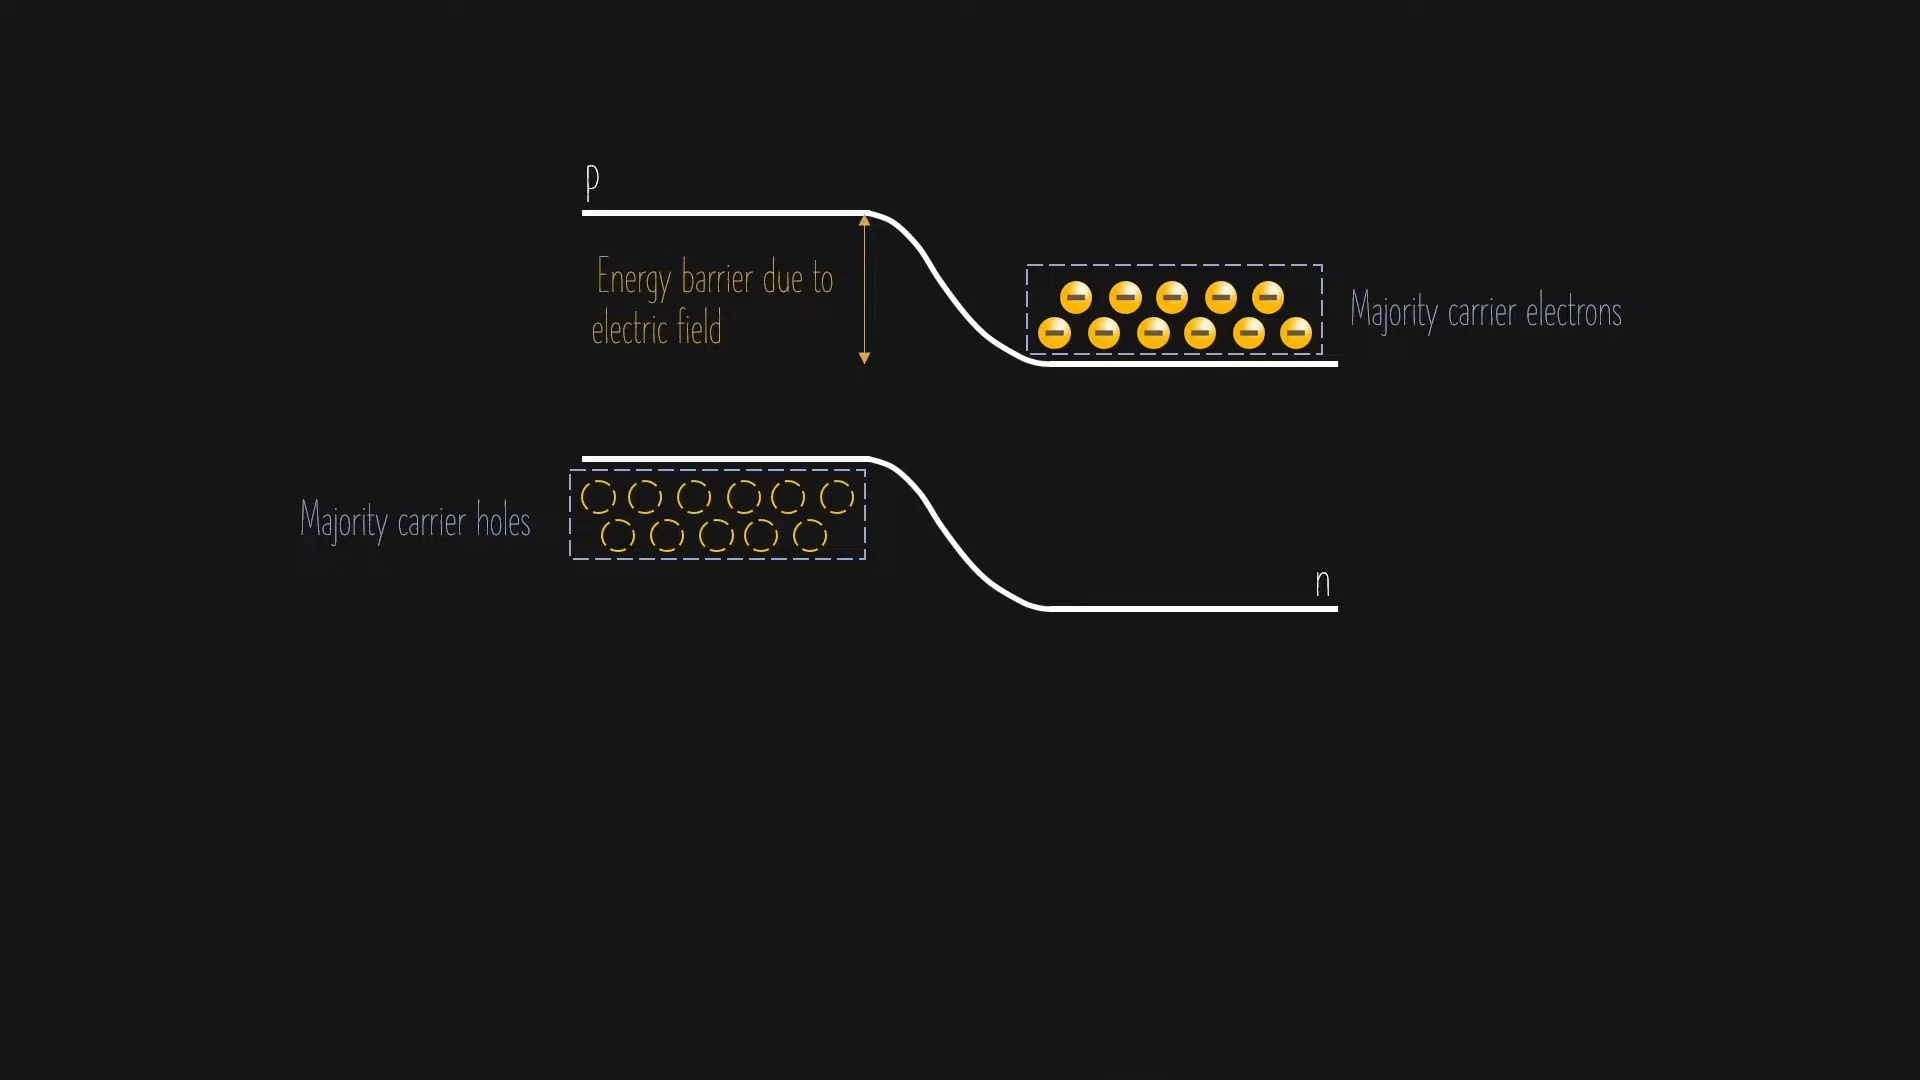 p
Energy barrier due to
electric field
Majority carrier electrons
Majority carrier holes
n